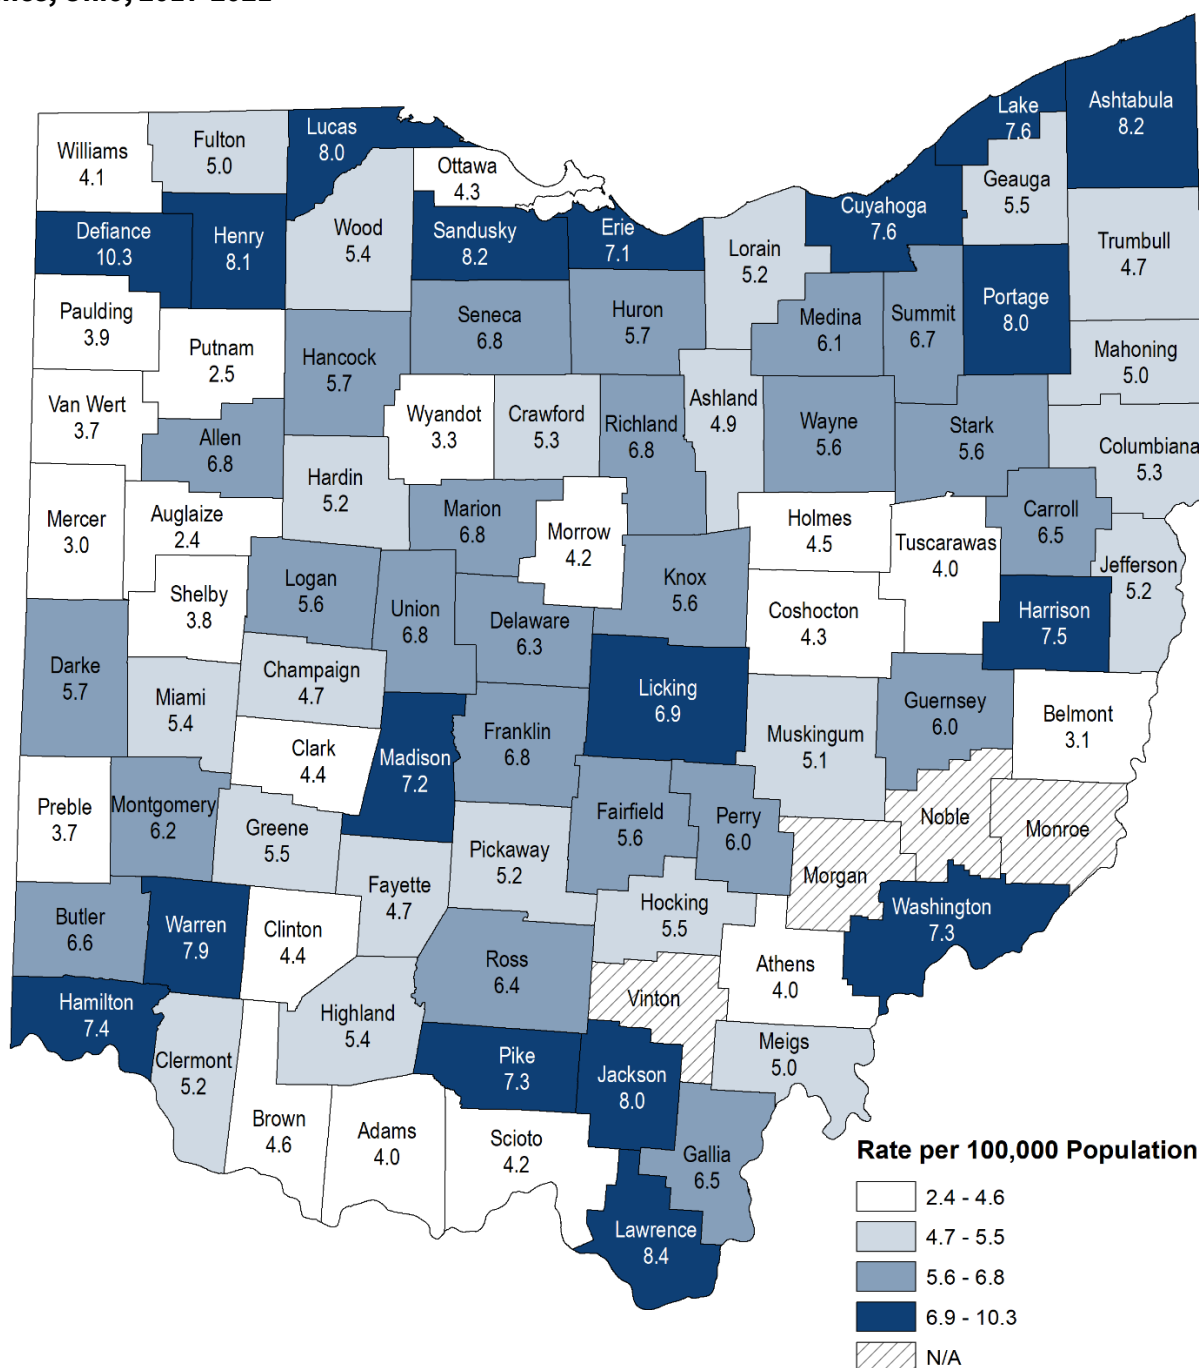 Lake
7.6
Ashtabula
8.2
Lucas
8.0
Fulton
5.0
Williams
4.1
Ottawa
4.3
Geauga
5.5
Cuyahoga
7.6
Defiance
10.3
Henry
8.1
Wood
5.4
Sandusky
8.2
Erie
7.1
Lorain
5.2
Trumbull
4.7
Paulding
3.9
Putnam
2.5
Hancock
5.7
Seneca
6.8
Huron
5.7
Medina
6.1
Summit
6.7
Portage
8.0
Mahoning
5.0
Van Wert
3.7
Allen
6.8
Wyandot
3.3
Crawford
5.3
Richland
6.8
Ashland
4.9
Wayne
5.6
Stark
5.6
Columbiana
5.3
Hardin
5.2
Mercer
3.0
Auglaize
2.4
Marion
6.8
Morrow
4.2
Holmes
4.5
Tuscarawas
4.0
Carroll
6.5
Jefferson
5.2
Shelby
3.8
Logan
5.6
Union
6.8
Delaware
6.3
Knox
5.6
Coshocton
4.3
Harrison
7.5
Darke
5.7
Miami
5.4
Champaign
4.7
Licking
6.9
Muskingum
5.1
Guernsey
6.0
Belmont
3.1
Clark
4.4
Madison
7.2
Franklin
6.8
Preble
3.7
Montgomery
6.2
Greene
5.5
Fairfield
5.6
Perry
6.0
Noble
Monroe
Pickaway
5.2
Morgan
Fayette
4.7
Butler
6.6
Warren
7.9
Clinton
4.4
Hocking
5.5
Washington
7.3
Ross
6.4
Athens
4.0
Vinton
Hamilton
7.4
Highland
5.4
Clermont
5.2
Pike
7.3
Jackson
8.0
Meigs
5.0
Brown
4.6
Adams
4.0
Scioto
4.2
Gallia
6.5
Lawrence
8.4
Rate per 100,000 Population
2.4 - 4.6
4.7 - 5.5
5.6 - 6.8
6.9 - 10.3
N/A